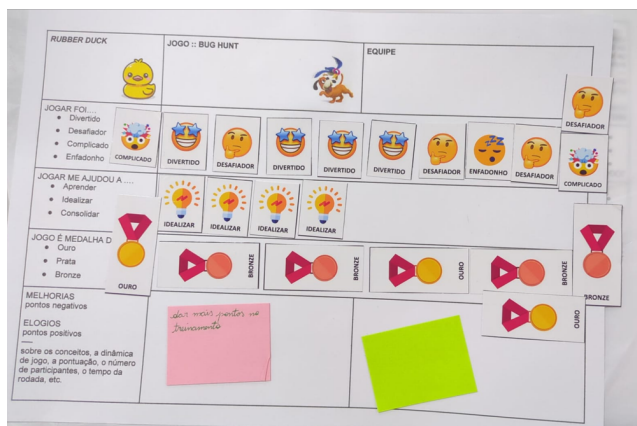 RUBBER DUCK
JOGO :: BUG HUNT
EQUIPE
DESAFIADOR
JOGAR FOI....
Divertido
Desafiador
Complicado
Enfadonho
COMPLICADO
DIVERTIDO
DESAFIADOR
DIVERTIDO
DIVERTIDO
DIVERTIDO
DESAFIADOR
ENFADONHO
DESAFIADOR
COMPLICADO
JOGAR ME AJUDOU A ....
Aprender
Idealizar
Consolidar
IDEALIZAR
IDEALIZAR
IDEALIZAR
IDEALIZAR
JOGO É MEDALHA D
Ouro
Prata
Bronze
OURO
BRONZE
BRONZE
OURO
BRONZE
BRONZE
OURO
MELHORIAS
pontos negativos
ELOGIOS
pontos positivos
sobre os conceitos, a dinâmica
de jogo, a pontuação, o número
de participantes, o tempo da
rodada, etc.
mais pontos no
treinamento